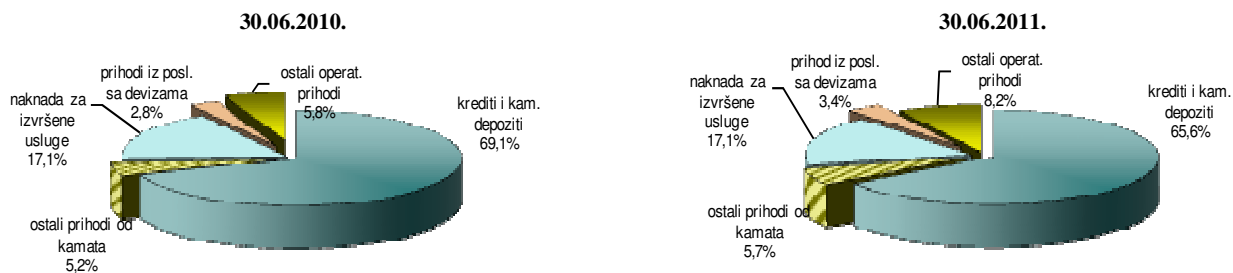 30.06.2010.
prihodi iz posl.
sa devizama
2,8%
ostali operat.
prihodi
5,8%
naknada za
izvršene
usluge
17,1%
krediti i kam.
depoziti
69,1%
ostali prihodi od
kamata
5,2%
30.06.2011.
prihod iz posl.
sa devizama
3,4%
ostali operat.
prihodi
8,2%
naknada za
izvršene
usluge
17,1%
krediti i kam.
depoziti
65,6%
ostali prihodi od
kamata
5,7%